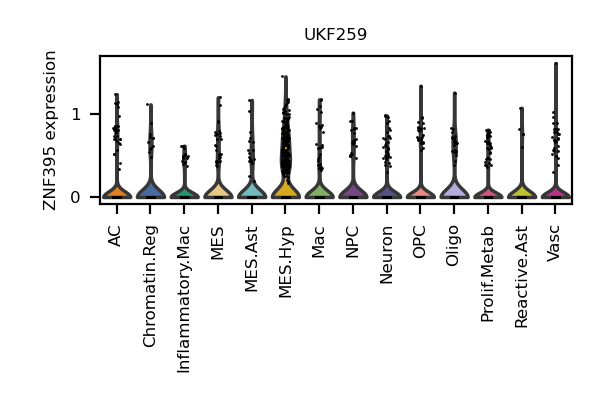 UKF259
ZNF395 expression
1
0
AC
Chromatin.Reg
Inflammatory.Mac
MES
MES.Ast
MES.Hyp
Mac
NPC
Neuron
OPC
Oligo
Prolif.Metab
Reactive.Ast
Vasc